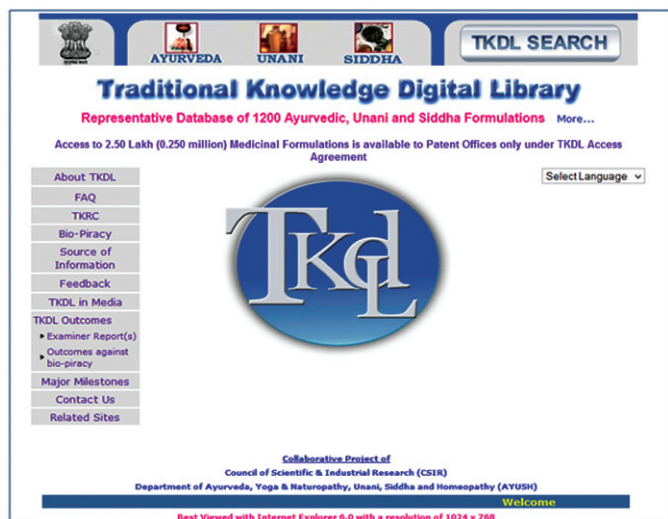 AYURVEDA
UNANI
SIDDHA
TKDL SEARCH
Traditional Knowledge Digital Library
Representative Database of 1200 Ayurvedic, Unani and Siddha Formulations More...
Access to 2.50 Lakh (0.250 million) Medicinal Formulations is available to Patent Offices only under TKDL Access
Agreement
Select Language
About TKDL
FAQ
TKRC
Bio-Piracy
Source of
Information
Feedback
TKDL in Media
TKDL Outcomes
Examiner Report(s)
Outcomes against
bio-piracy
Major Milestones
Contact Us
Related Sites
TKdL
Collaborative Project of
Council of Scientific & Industrial Research (CSIR)
Department of Ayurveda, Yoga & Naturopathy, Unani, Siddha and Homeopathy (AYUSH)
Welcome
Best Viewed with Internet Explorer 6.0 with a resolution of 1024 x 768